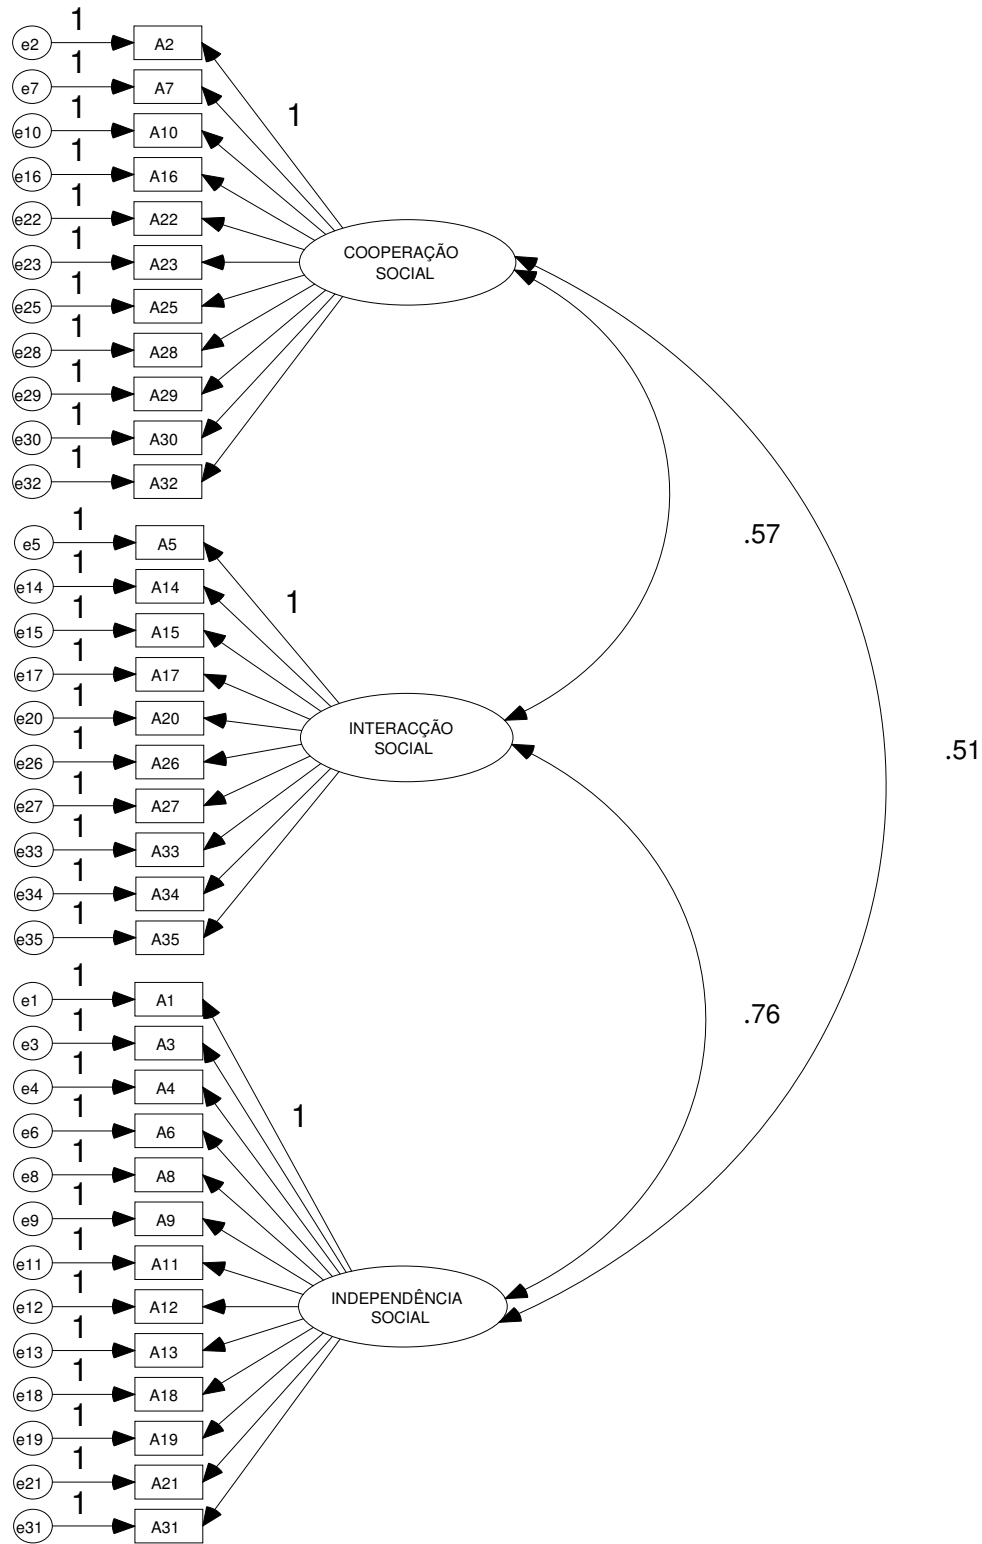 1
e2 A2
1
e7 A7
1
1
e10 A10
1
e16 A16
1
e22 A22
1
e23 A23
COOPERAÇÃO
SOCIAL
1
e25 A25
1
e28 A28
1
e29 A29
1
e30 A30
1
e32 A32
1
e5 A5
.57
1
e14 A14
1
1
e15 A15
1
e17 A17
1
e20 A20
INTERACÇÃO
SOCIAL
1
e26 A26
.51
1
e27 A27
1
e33 A33
1
e34 A34
1
e35 A35
1
e1 A1
.76
1
e3 A3
1
e4 A4
1
1
e6 A6
1
e8 A8
1
e9 A9
1
e11 A11
1
e12 A12
INDEPENDÊNCIA
SOCIAL
1
e13 A13
1
e18 A18
1
e19 A19
1
e21 A21
1
e31 A31